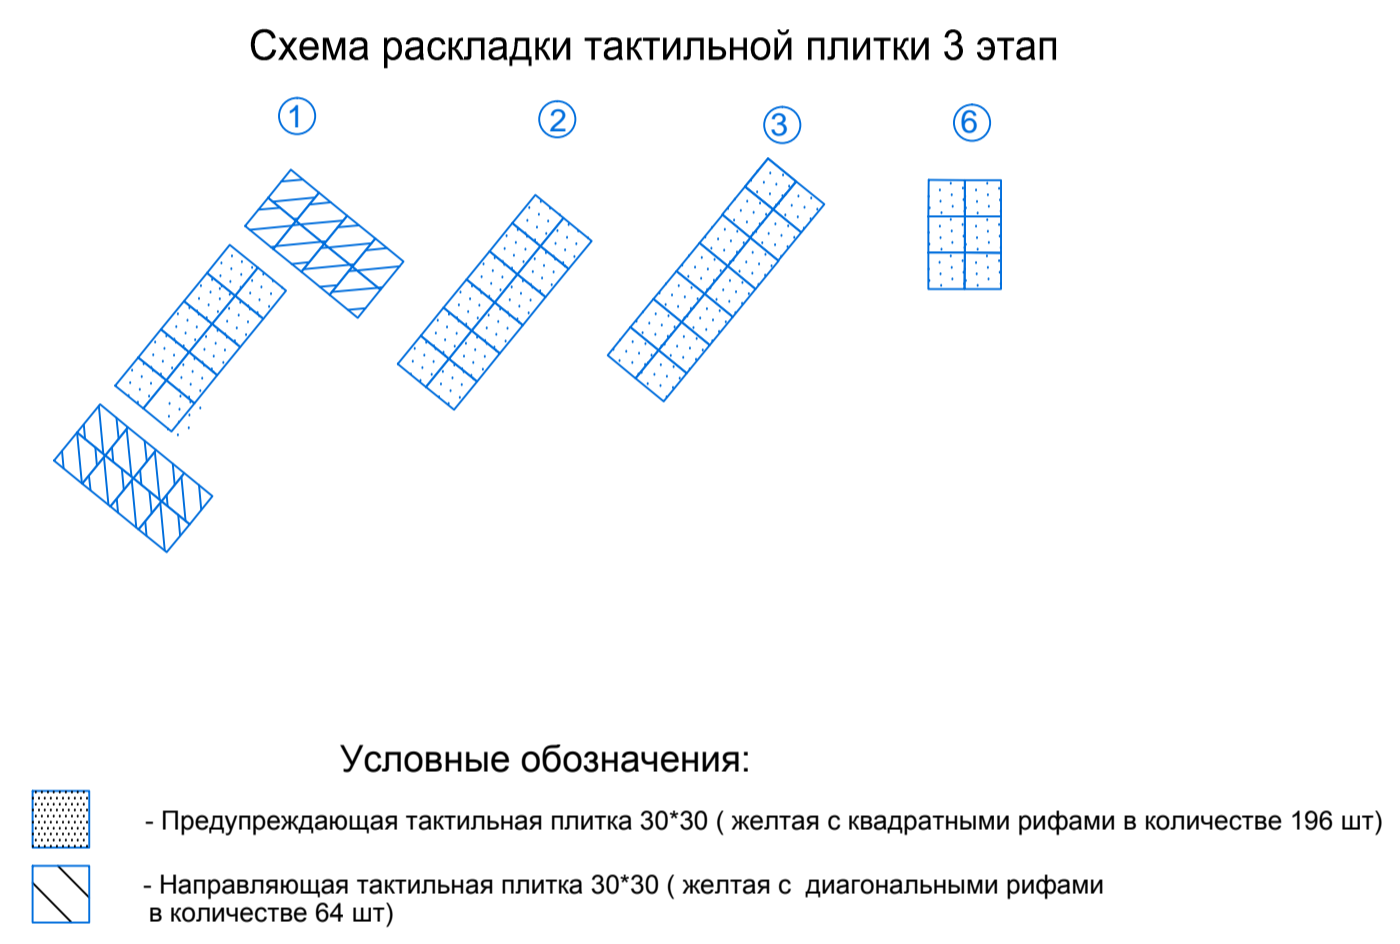 Схема раскладки тактильной плитки 3 этап
1 2 3 6
Условные обозначения:
- Предупреждающая тактильная плитка 30*30 ( желтая с квадратными рифами в количестве 196 шт)
- Направляющая тактильная плитка 30*30 ( желтая с диагональными рифами
в количестве 64 шт)